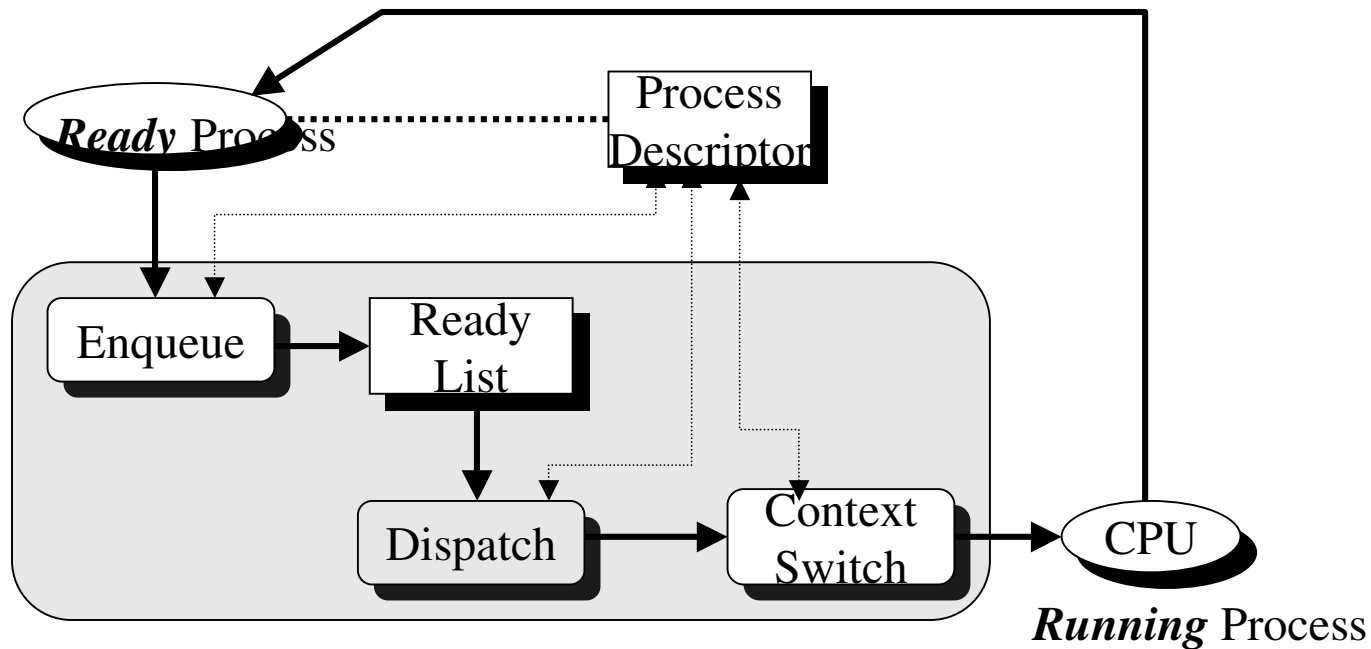 Process
Descriptor
Ready Process
Enqueue
Ready
List
Dispatch
Context
Switch
CPU
Running Process